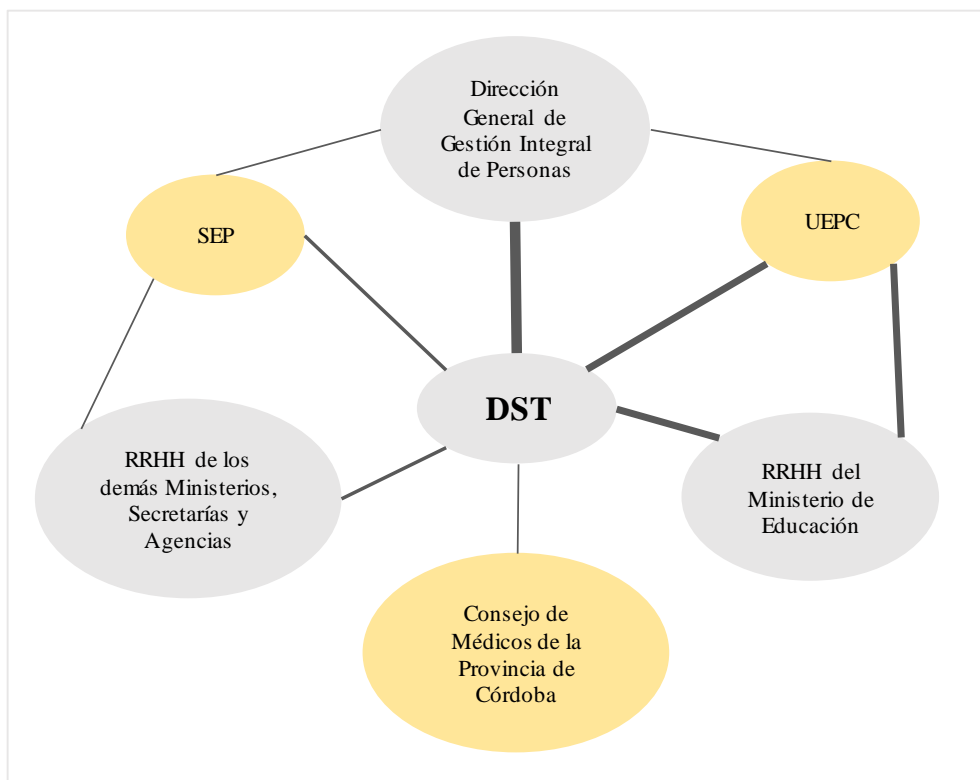 Dirección
General de
Gestión Integral
de Personas
SEP
UEPC
DST
RRHH de los
demás Ministerios,
Secretarías y
Agencias
RRHH del
Ministerio de
Educación
Consejo de
Médicos de la
Provincia de
Córdoba